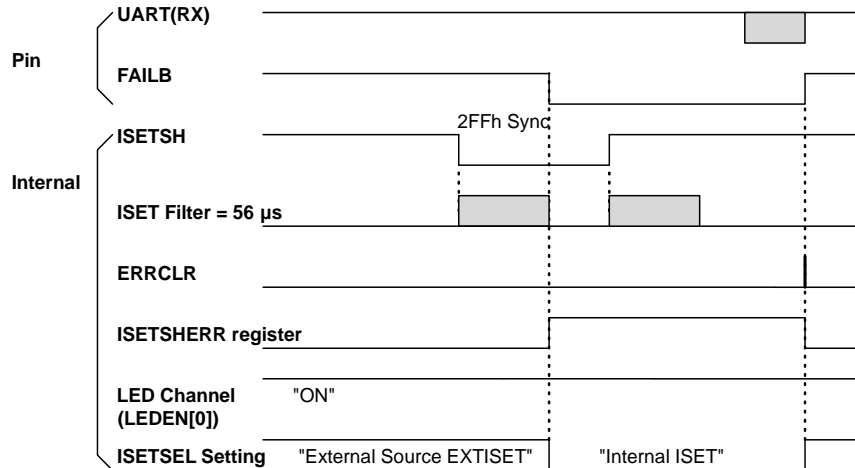 UART(RX)
Pin
FAILB
2FFh Sync
ISETSH
Internal
ISET Filter = 56 µs
ERRCLR
ISETSHERR register
LED Channel "ON"
(LEDEN[0])
ISETSEL Setting "External Source EXTISET" "Internal ISET"